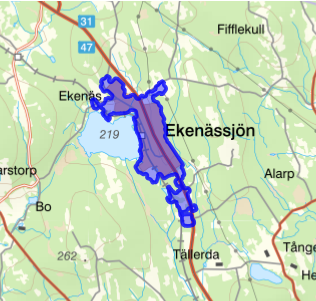 31
47
Fifflekull
Ekenäs
219
Ekenässjön
arstorp
Alarp
Bo
262
Tällerda
Tånge
He